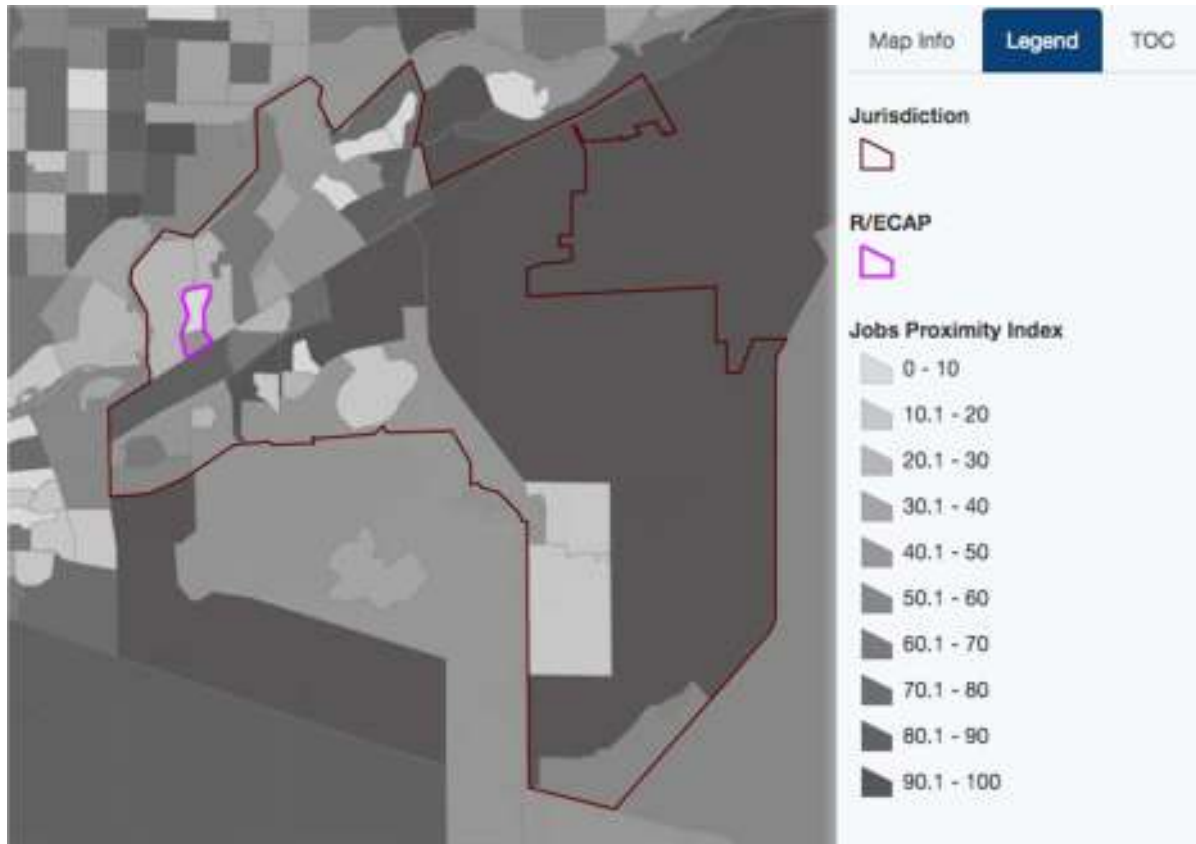 Map Info Legend TOC
Jurisdiction
R/ECAP
Jobs Proximity Index
0 - 10
10.1 - 20
20.1 - 30
30.1 - 40
40.1 - 50
50.1 - 60
60.1 - 70
70.1 - 80
80.1 - 90
90.1 - 100